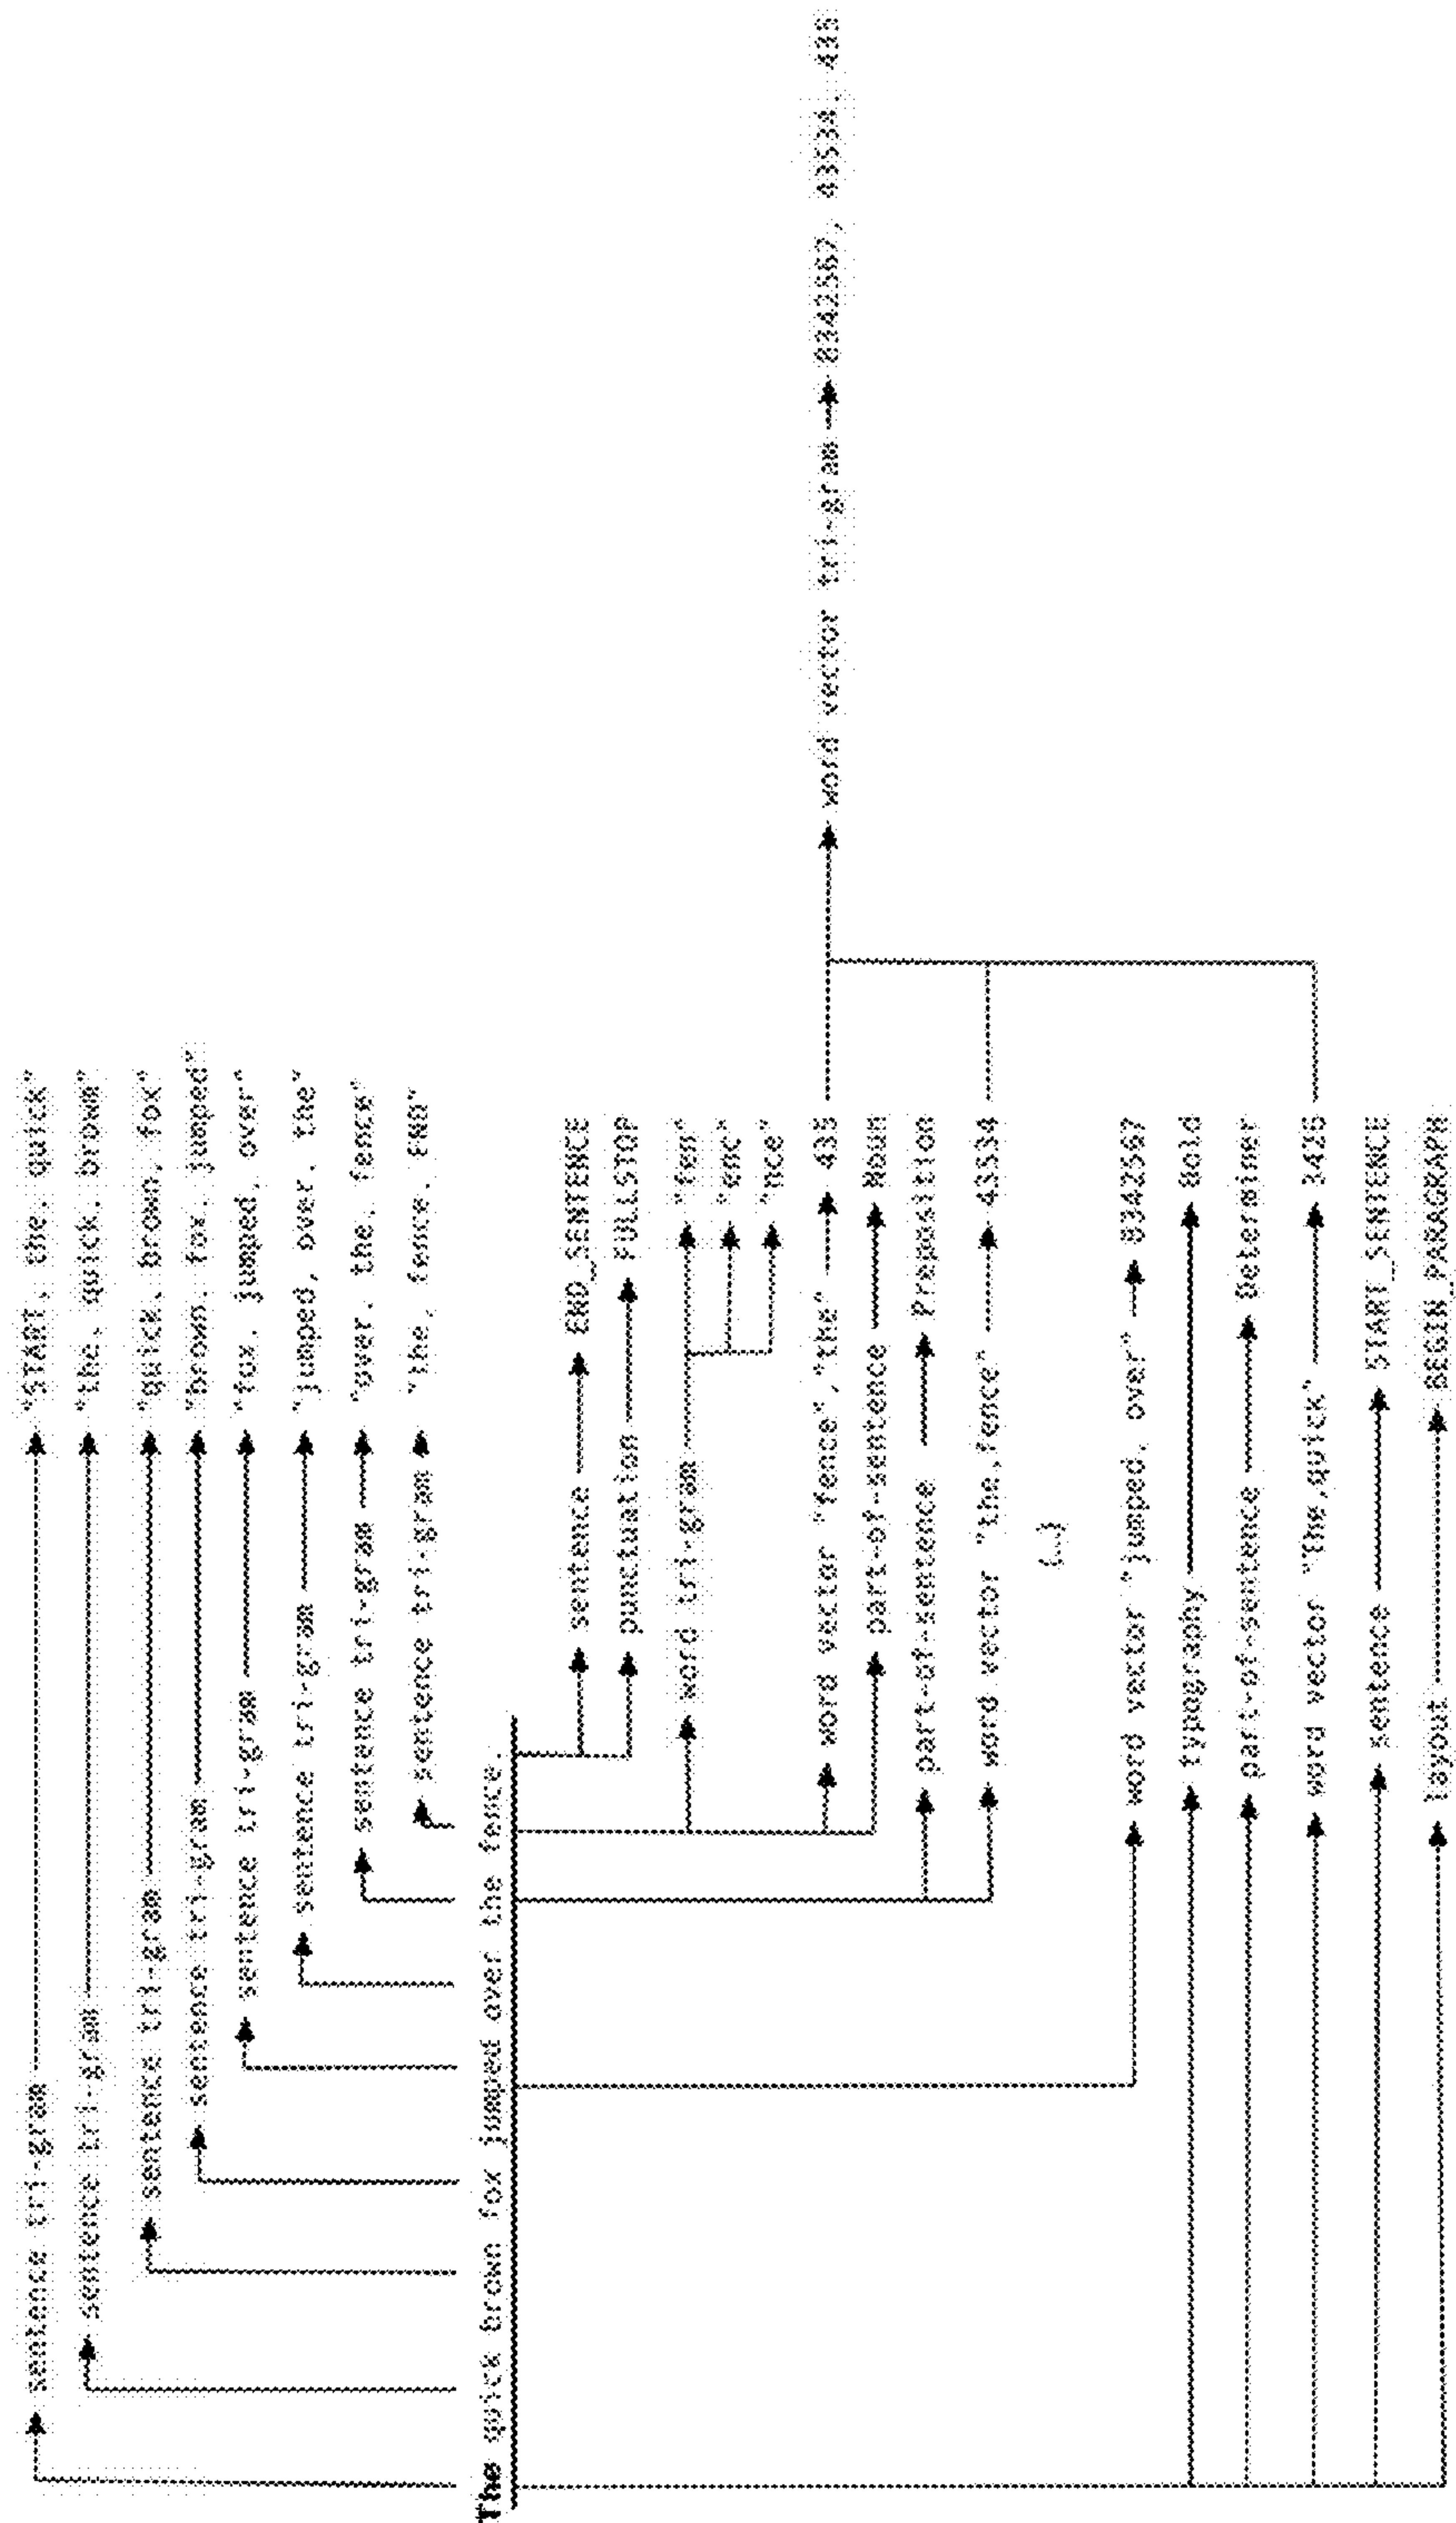 sentence tri-gram "START, the, quick"
sentence tri-gram "the, quick, brown"
sentence tri-gram "quick, brown, fox"
sentence tri-gram "brown, fox, jumped"
sentence tri-gram "fox, jumped, over"
sentence tri-gram "jumped, over, the"
sentence tri-gram "over, the, fence"
sentence tri-gram "the, fence, END"
The quick brown fox jumped over the fence.
sentence END_SENTENCE
punctuation FULLSTOP
word tri-gram "fen"
"enc"
"nce"
word vector "fence","the" 435 word vector tri-gram 8342567, 43534, 435
part-of-sentence Noun
part-of-sentence Preposition
word vector "the,fence" 43534
[…]
word vector "jumped, over" 8342567
typography Bold
part-of-sentence Determiner
word vector "The,quick" 3426
sentence START_SENTENCE
layout BEGIN_PARAGRAPH